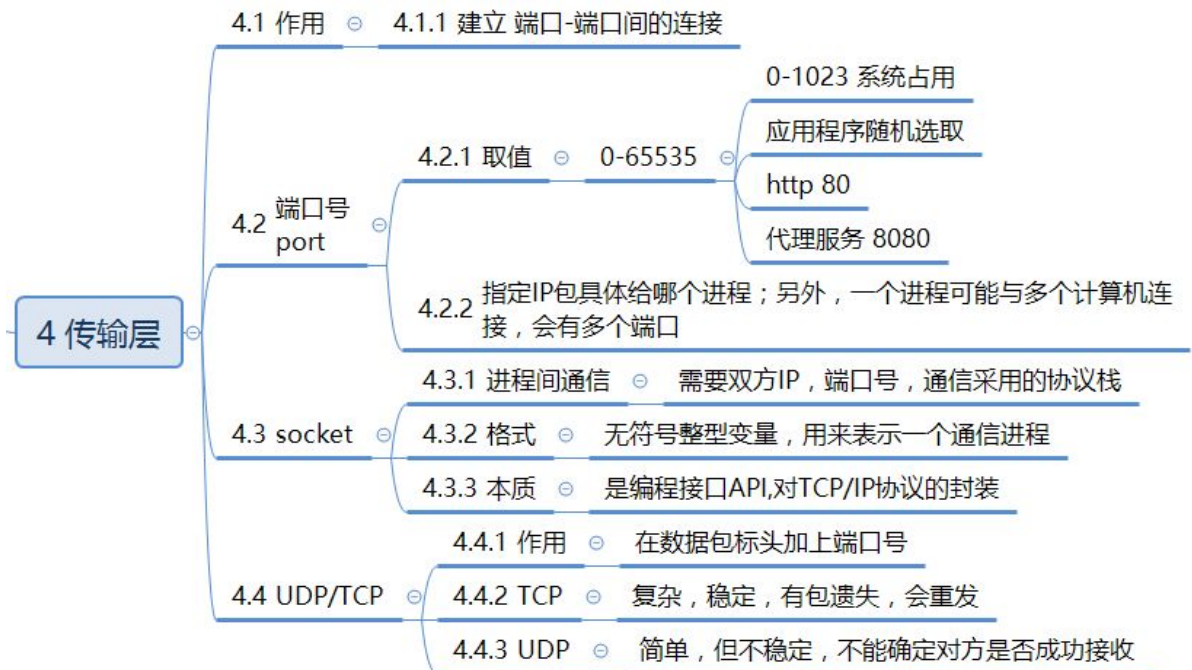 4 传输层
4.1 作用
4.1.1 建立 端口-端口间的连接
4.2 端口号
port
4.2.1 取值
0-65535
0-1023 系统占用
应用程序随机选取
http 80
代理服务 8080
4.2.2 指定IP包具体给哪个进程；另外，一个进程可能与多个计算机连
接，会有多个端口
4.3 socket
4.3.1 进程间通信
需要双方IP，端口号，通信采用的协议栈
4.3.2 格式
无符号整型变量，用来表示一个通信进程
4.3.3 本质
是编程接口API,对TCP/IP协议的封装
4.4 UDP/TCP
4.4.1 作用
在数据包标头加上端口号
4.4.2 TCP
复杂，稳定，有包遗失，会重发
4.4.3 UDP
简单，但不稳定，不能确定对方是否成功接收